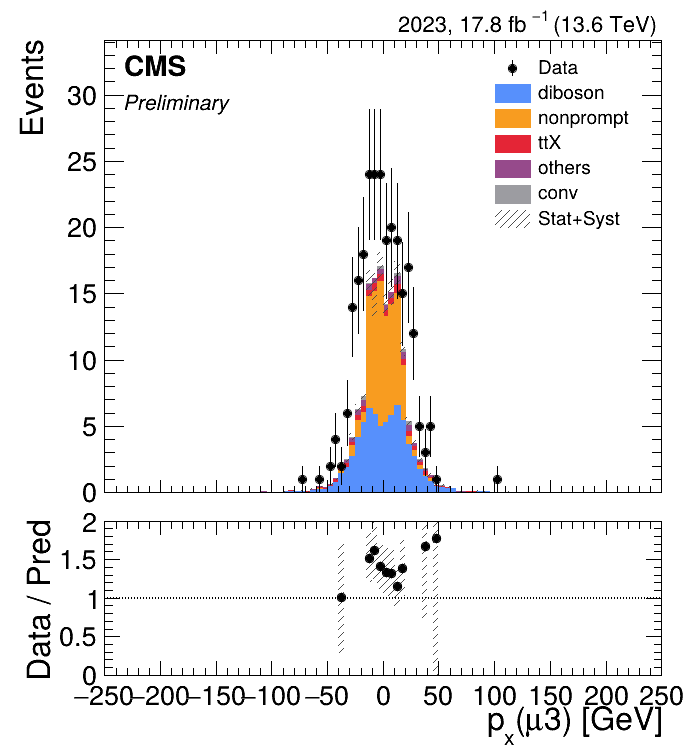 2023, 17.8 fb⁻¹ (13.6 TeV)
CMS
Preliminary
Events
30
25
20
15
10
5
0
Data
diboson
nonprompt
ttX
others
conv
Stat+Syst
Data / Pred
2
1.5
1
0.5
0
−250 −200 −150 −100 −50 0 50 100 150 200 250
pₓ(μ3) [GeV]